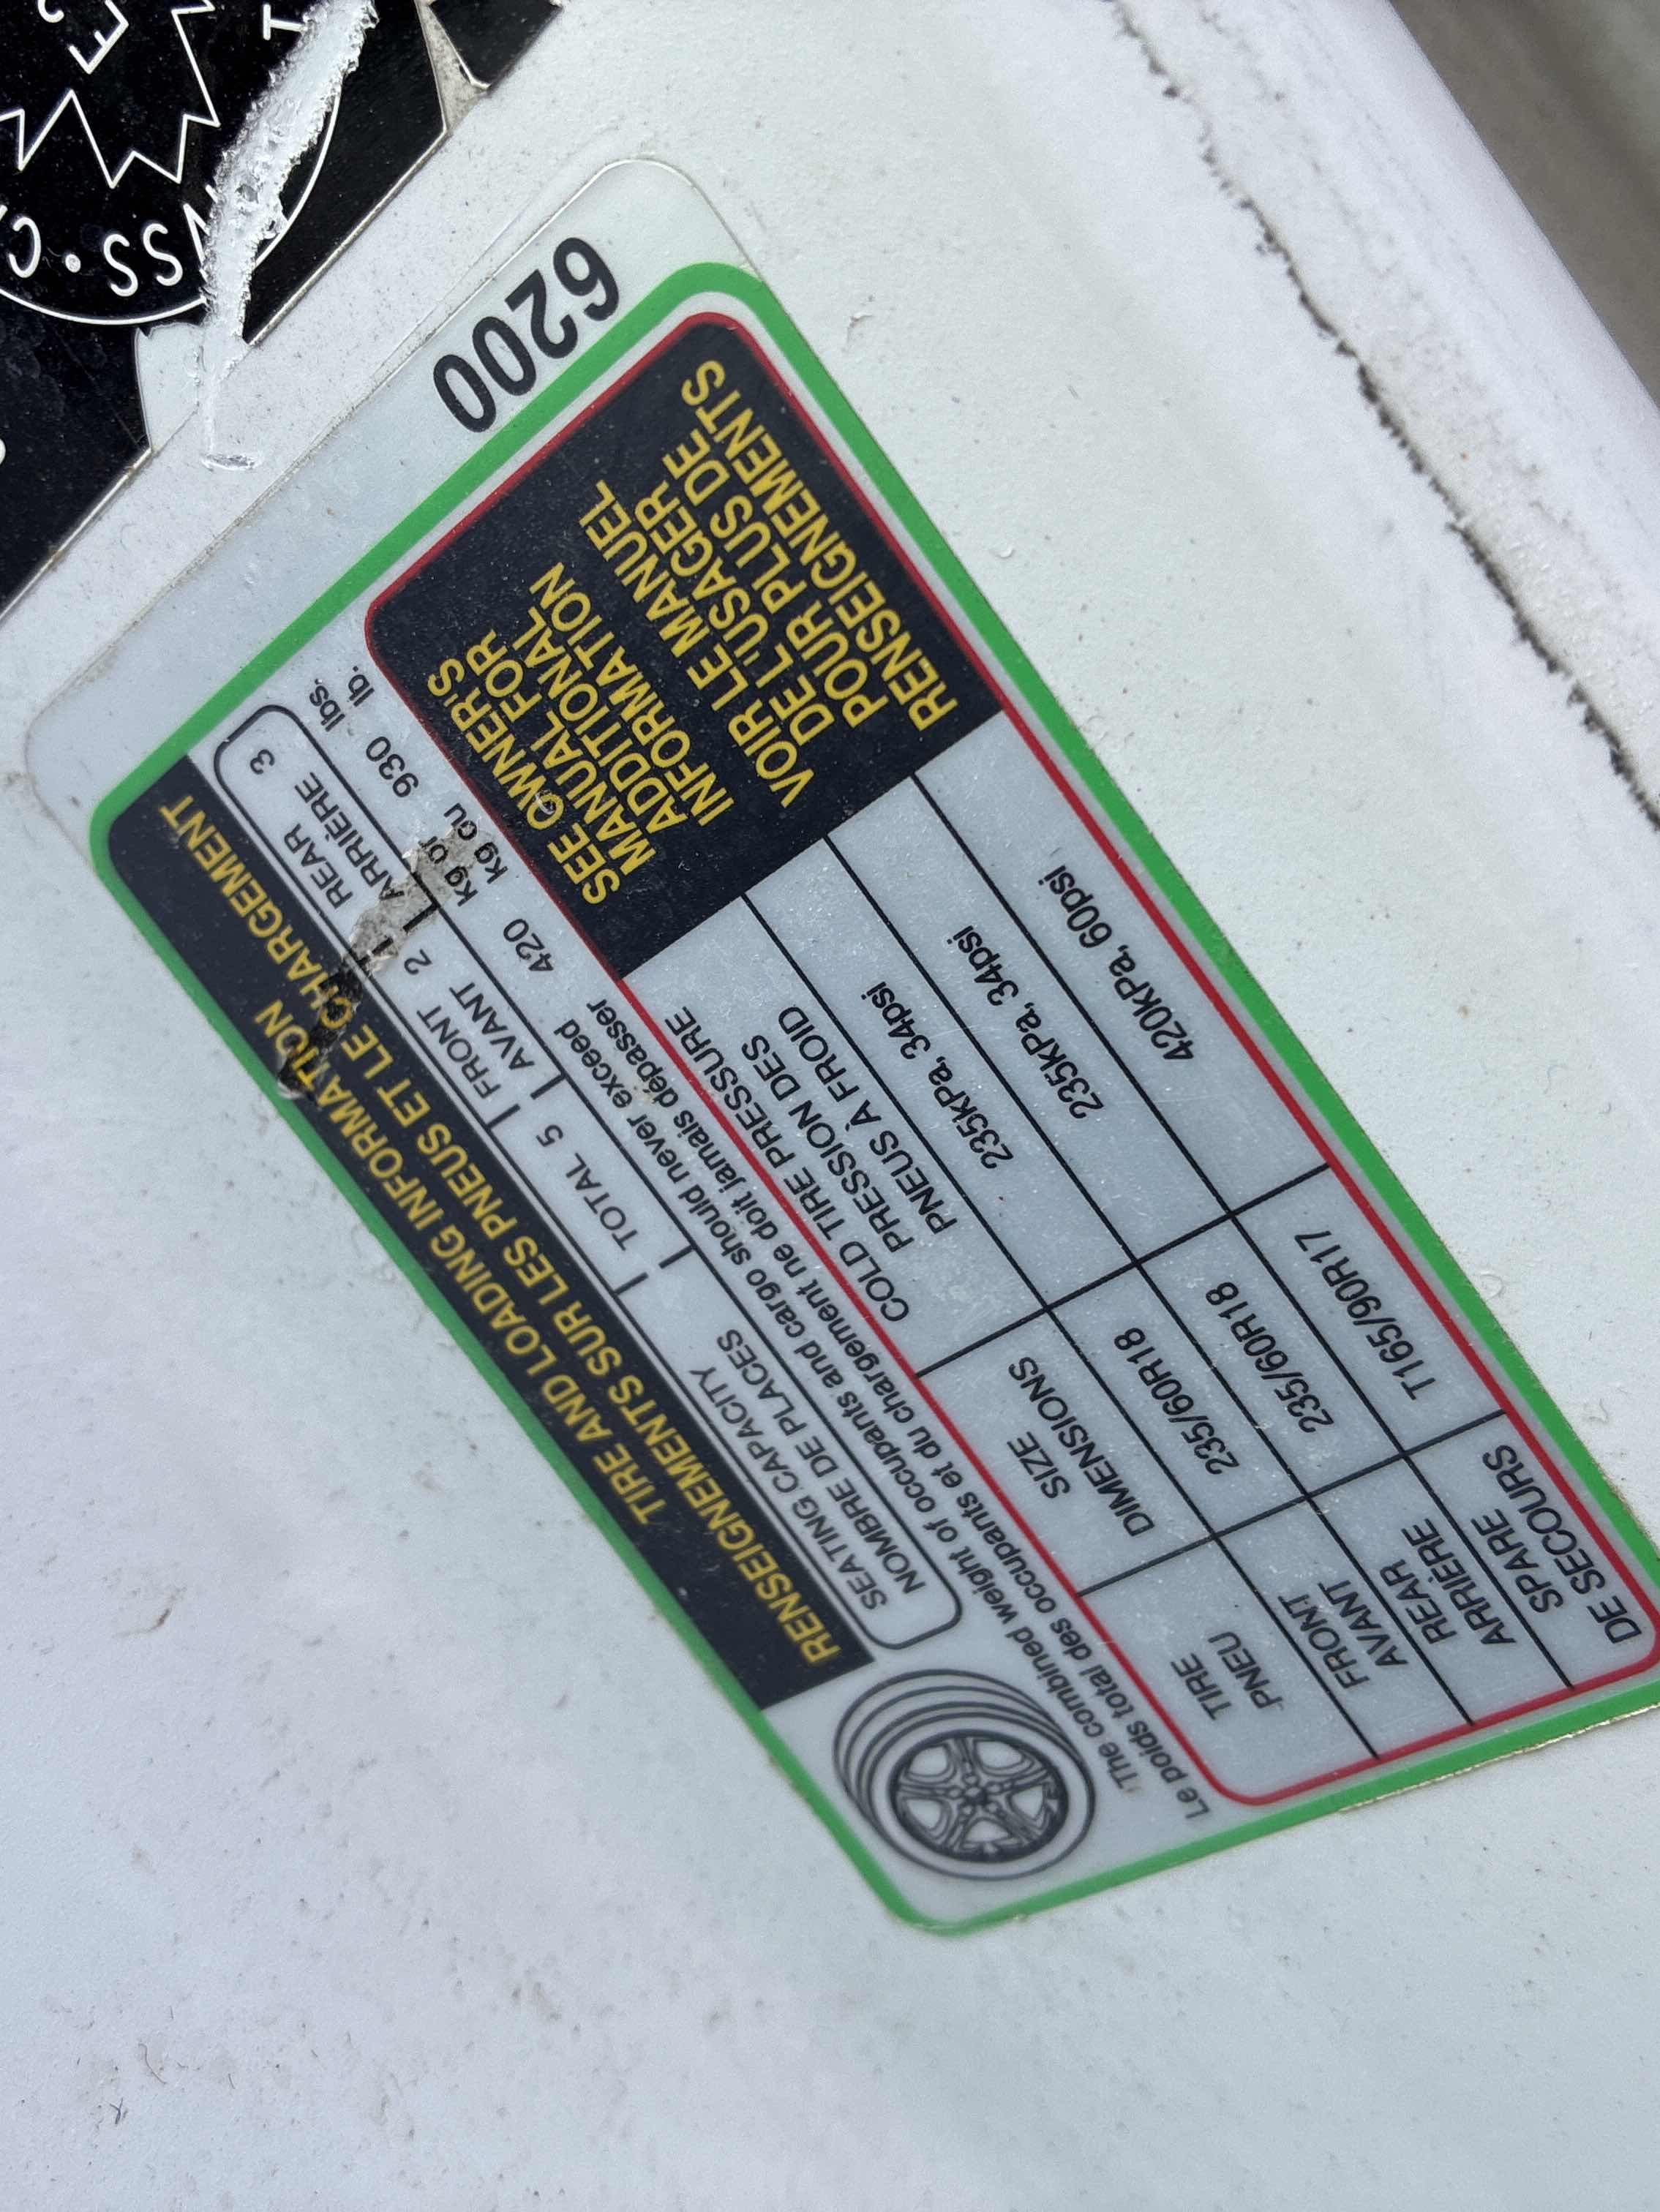 6200
TIRE AND LOADING INFORMATION
RENSEIGNEMENTS SUR LES PNEUS ET LE CHARGEMENT
SEATING CAPACITY TOTAL 5 FRONT 2 REAR 3
NOMBRE DE PLACES AVANT ARRIÈRE
The combined weight of occupants and cargo should never exceed 420 kg or 930 lbs.
Le poids total des occupants et du chargement ne doit jamais dépasser kg ou lb.
TIRE SIZE COLD TIRE PRESSURE
PNEU DIMENSIONS PRESSION DES
PNEUS À FROID
FRONT 235/60R18 235kPa, 34psi
AVANT
REAR 235/60R18 235kPa, 34psi
ARRIÈRE
SPARE T165/90R17 420kPa, 60psi
DE SECOURS
SEE OWNER'S
MANUAL FOR
ADDITIONAL
INFORMATION
VOIR LE MANUEL
DE L'USAGER
POUR PLUS DE
RENSEIGNEMENTS